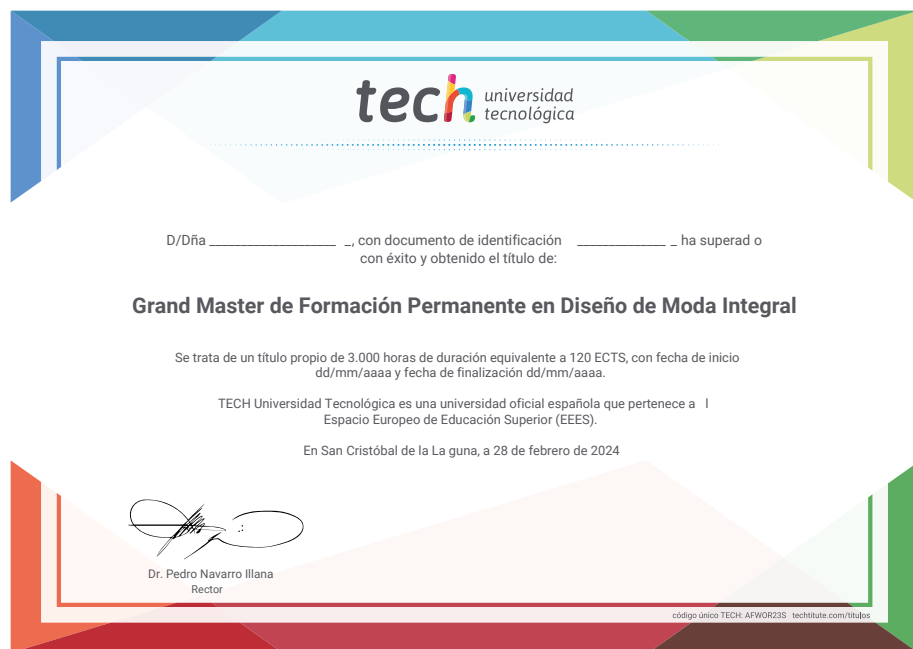 tech universidad
tecnológica
D/Dña ____________________ _, con documento de identificación ______________ _ ha superad o
con éxito y obtenido el título de:
Grand Master de Formación Permanente en Diseño de Moda Integral
Se trata de un título propio de 3.000 horas de duración equivalente a 120 ECTS, con fecha de inicio
dd/mm/aaaa y fecha de finalización dd/mm/aaaa.
TECH Universidad Tecnológica es una universidad oficial española que pertenece a l
Espacio Europeo de Educación Superior (EEES).
En San Cristóbal de la La guna, a 28 de febrero de 2024
Dr. Pedro Navarro Illana
Rector
código único TECH: AFWOR23S techtitute.com/titulos